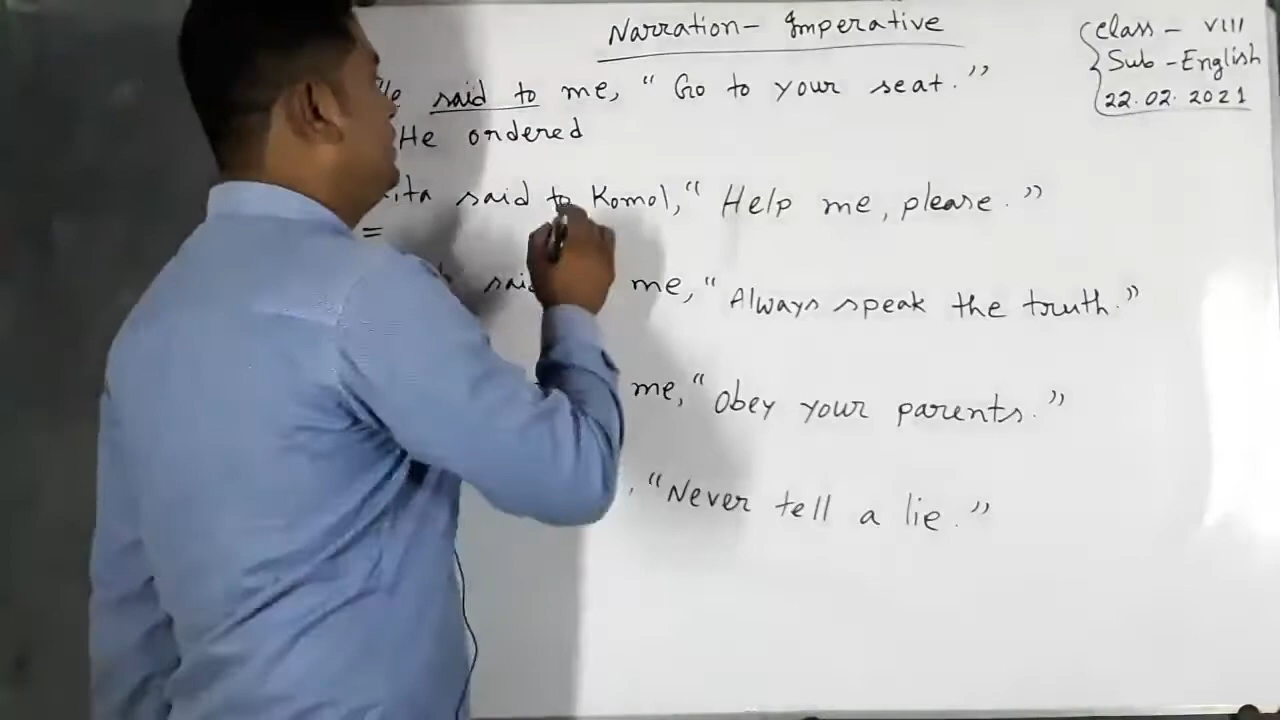 Narration - Imperative
Class - VIII
Sub - English
22.02.2021
said to me, "Go to your seat."
He ordered
said to Komol, "Help me, please."
=
me, "Always speak the truth."
me, "Obey your parents."
, "Never tell a lie."